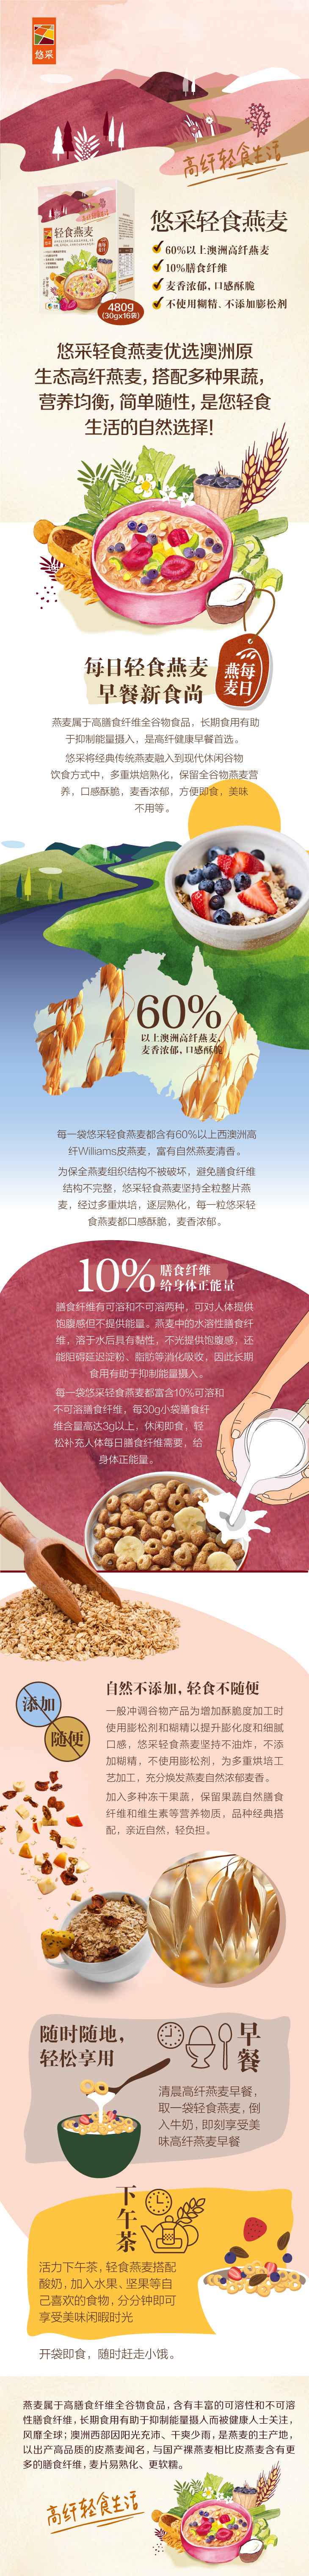 悠采
高纤轻食生活
轻食燕麦
480g
(30gx16袋)
悠采轻食燕麦
60%以上澳洲高纤燕麦
10%膳食纤维
麦香浓郁,口感酥脆
不使用糊精、不添加膨松剂
悠采轻食燕麦优选澳洲原
生态高纤燕麦,搭配多种果蔬,
营养均衡,简单随性,是您轻食
生活的自然选择!
每日
燕麦
每日轻食燕麦
早餐新食尚
燕麦属于高膳食纤维全谷物食品,长期食用有助
于抑制能量摄入,是高纤健康早餐首选。
悠采将经典传统燕麦融入到现代休闲谷物
饮食方式中,多重烘焙熟化,保留全谷物燕麦营
养,口感酥脆,麦香浓郁,方便即食,美味
不用等。
60%
以上澳洲高纤燕麦,
麦香浓郁,口感酥脆
每一袋悠采轻食燕麦都含有60%以上西澳洲高
纤Williams皮燕麦,富有自然燕麦清香。
为保全燕麦组织结构不被破坏,避免膳食纤维
结构不完整,悠采轻食燕麦坚持全粒整片燕
麦,经过多重烘培,逐层熟化,每一粒悠采轻
食燕麦都口感酥脆,麦香浓郁。
10%膳食纤维
给身体正能量
膳食纤维有可溶和不可溶两种,可对人体提供
饱腹感但不提供能量。燕麦中的水溶性膳食纤
维,溶于水后具有黏性,不光提供饱腹感,还
能阻碍延迟淀粉、脂肪等消化吸收,因此长期
食用有助于抑制能量摄入。
每一袋悠采轻食燕麦都富含10%可溶和
不可溶膳食纤维,每30g小袋膳食纤
维含量高达3g以上,休闲即食,轻
松补充人体每日膳食纤维需要,给
身体正能量。
添加
随便
自然不添加,轻食不随便
一般冲调谷物产品为增加酥脆度加工时
使用膨松剂和糊精以提升膨化度和细腻
口感,悠采轻食燕麦坚持不油炸,不添
加糊精,不使用膨松剂,为多重烘培工
艺加工,充分焕发燕麦自然浓郁麦香。
加入多种冻干果蔬,保留果蔬自然膳食
纤维和维生素等营养物质,品种经典搭
配,亲近自然,轻负担。
随时随地,
轻松享用
早餐
清晨高纤燕麦早餐,
取一袋轻食燕麦,倒
入牛奶,即刻享受美
味高纤燕麦早餐
下午茶
活力下午茶,轻食燕麦搭配
酸奶,加入水果、坚果等自
己喜欢的食物,分分钟即可
享受美味闲暇时光
开袋即食,随时赶走小饿。
燕麦属于高膳食纤维全谷物食品,含有丰富的可溶性和不可溶
性膳食纤维,长期食用有助于抑制能量摄人而被健康人士关注,
风靡全球;澳洲西部因阳光充沛、干爽少雨,是燕麦的主产地,
以出产高品质的皮燕麦闻名,与国产裸燕麦相比皮燕麦含有更
多的膳食纤维,麦片易熟化、更软糯。
高纤轻食生活